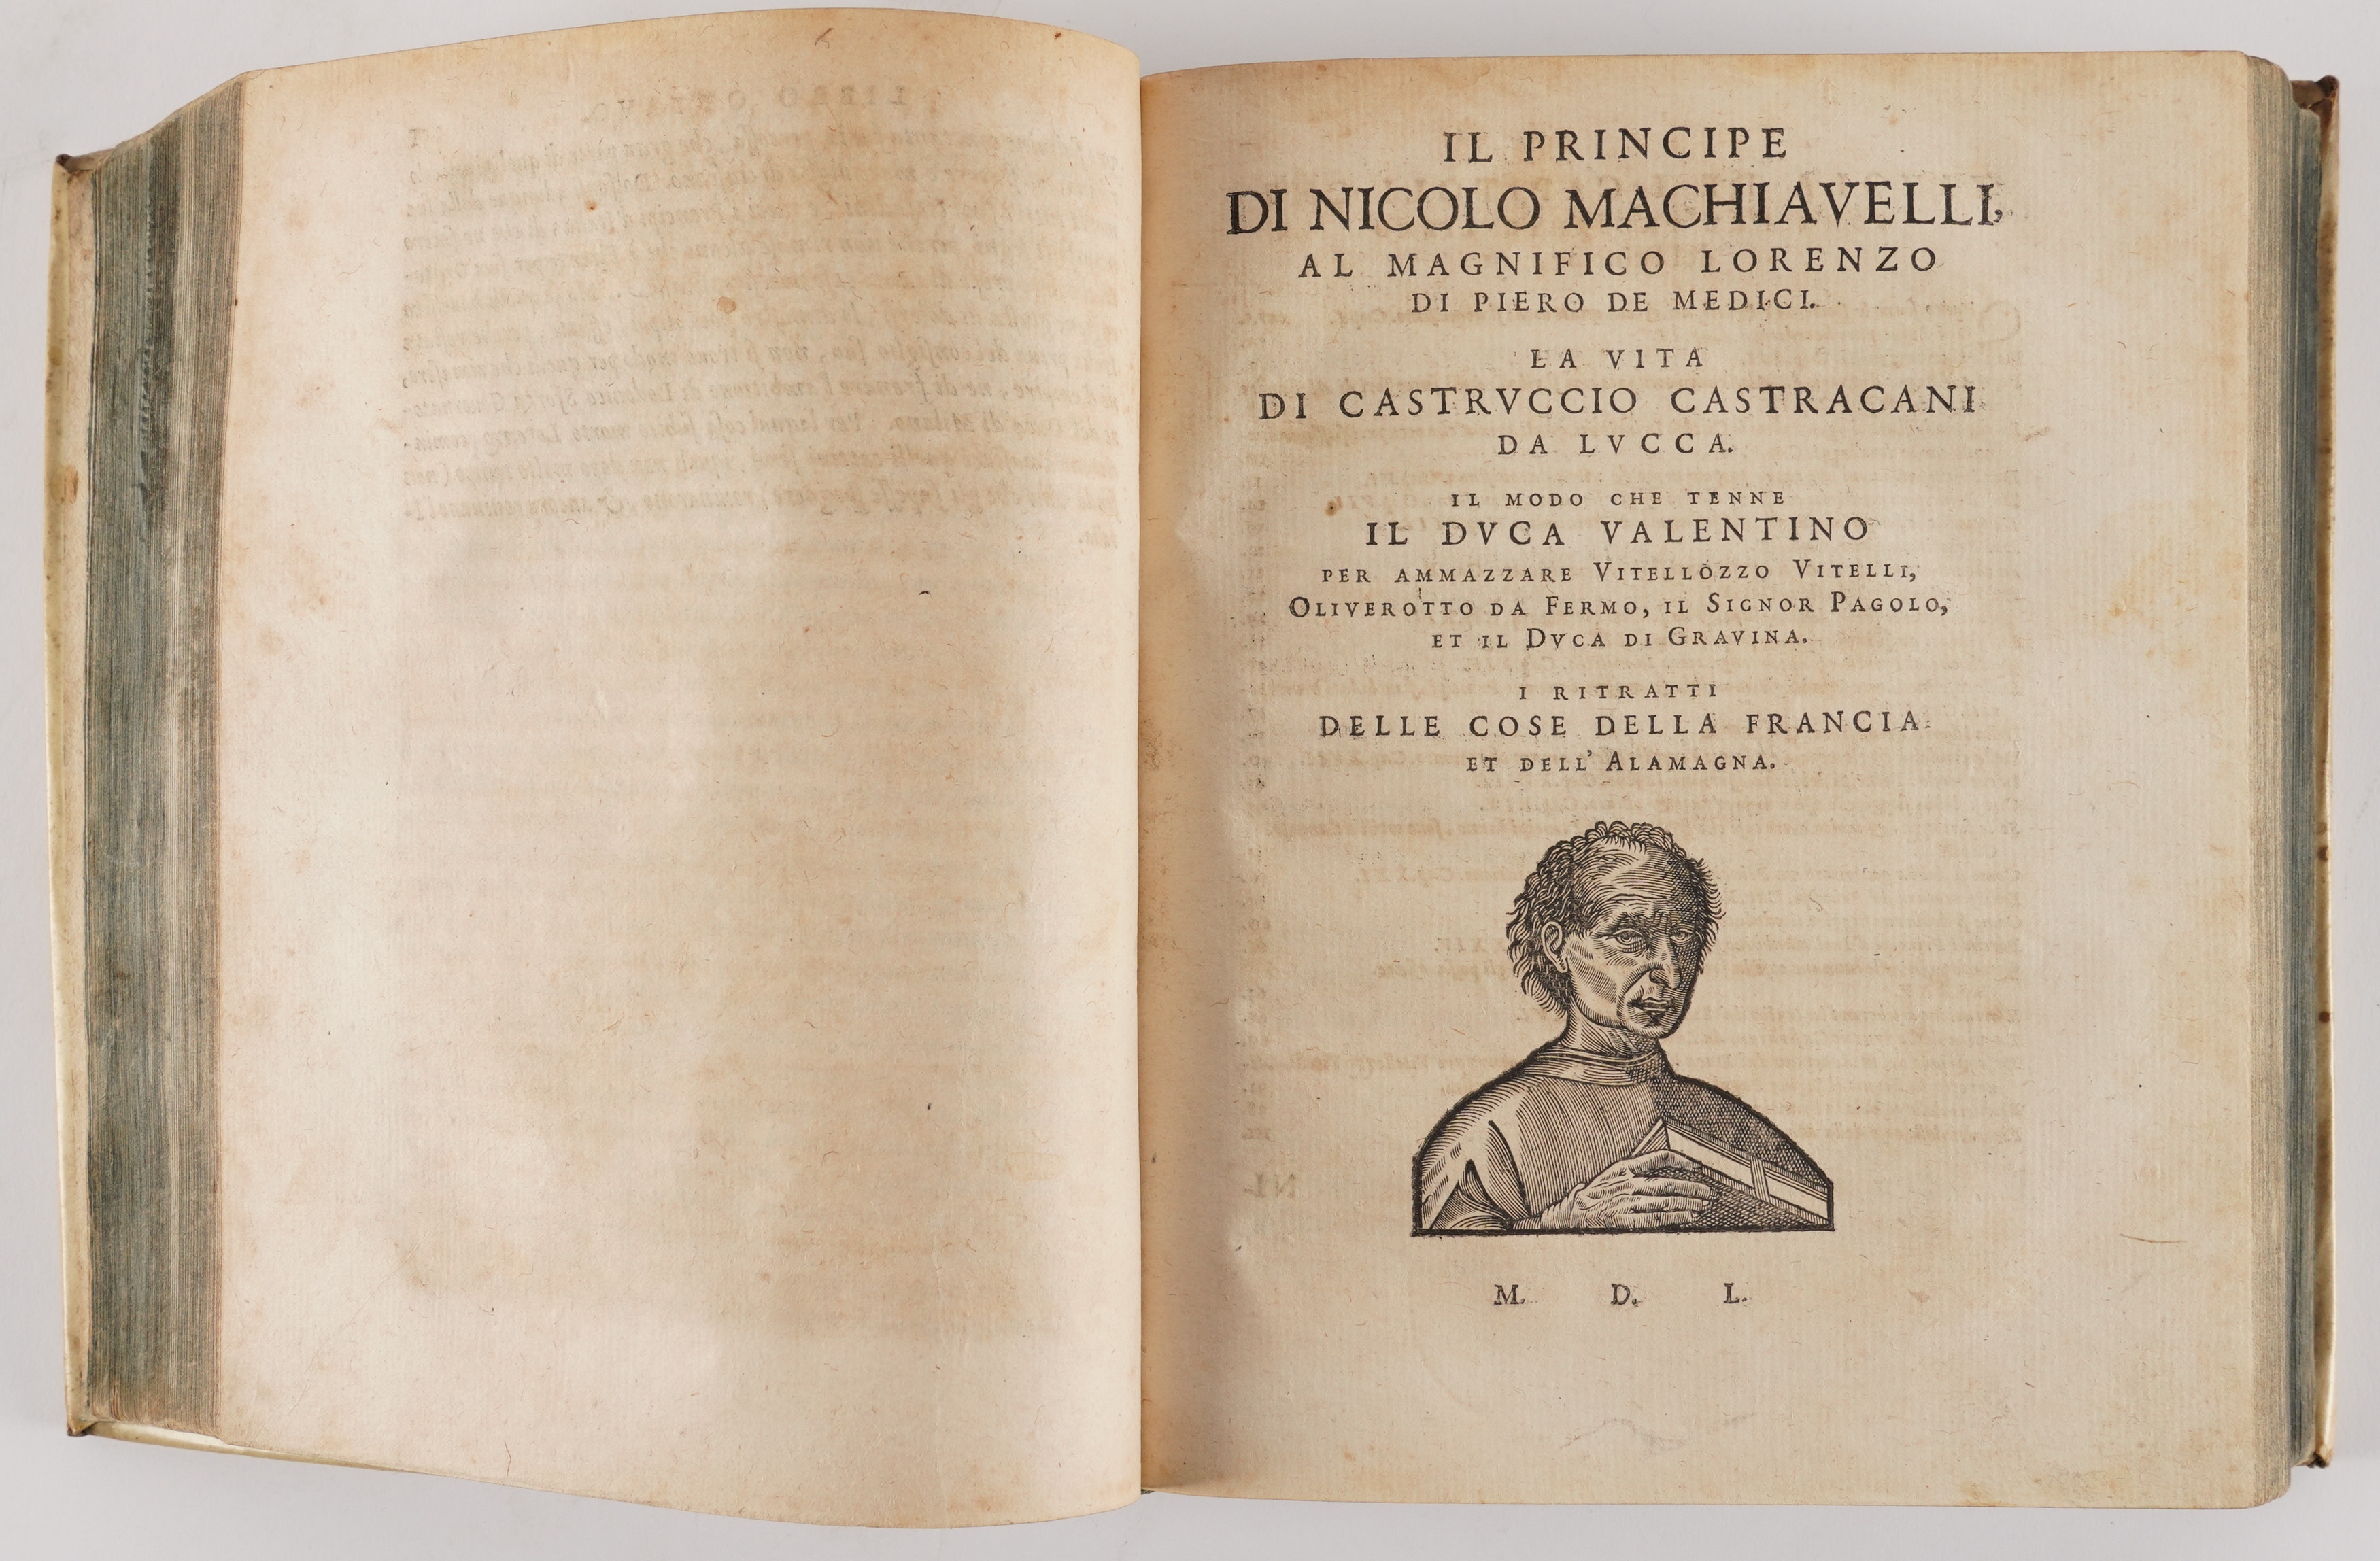 IL PRINCIPE
DI NICOLO MACHIAVELLI,
AL MAGNIFICO LORENZO
DI PIERO DE MEDICI.
LA VITA
DI CASTRVCCIO CASTRACANI
DA LVCCA.
IL MODO CHE TENNE
IL DVCA VALENTINO
PER AMMAZZARE VITELLOZZO VITELLI,
OLIVEROTTO DA FERMO, IL SIGNOR PAGOLO,
ET IL DVCA DI GRAVINA.
I RITRATTI
DELLE COSE DELLA FRANCIA
ET DELL' ALAMAGNA.
M. D. L.